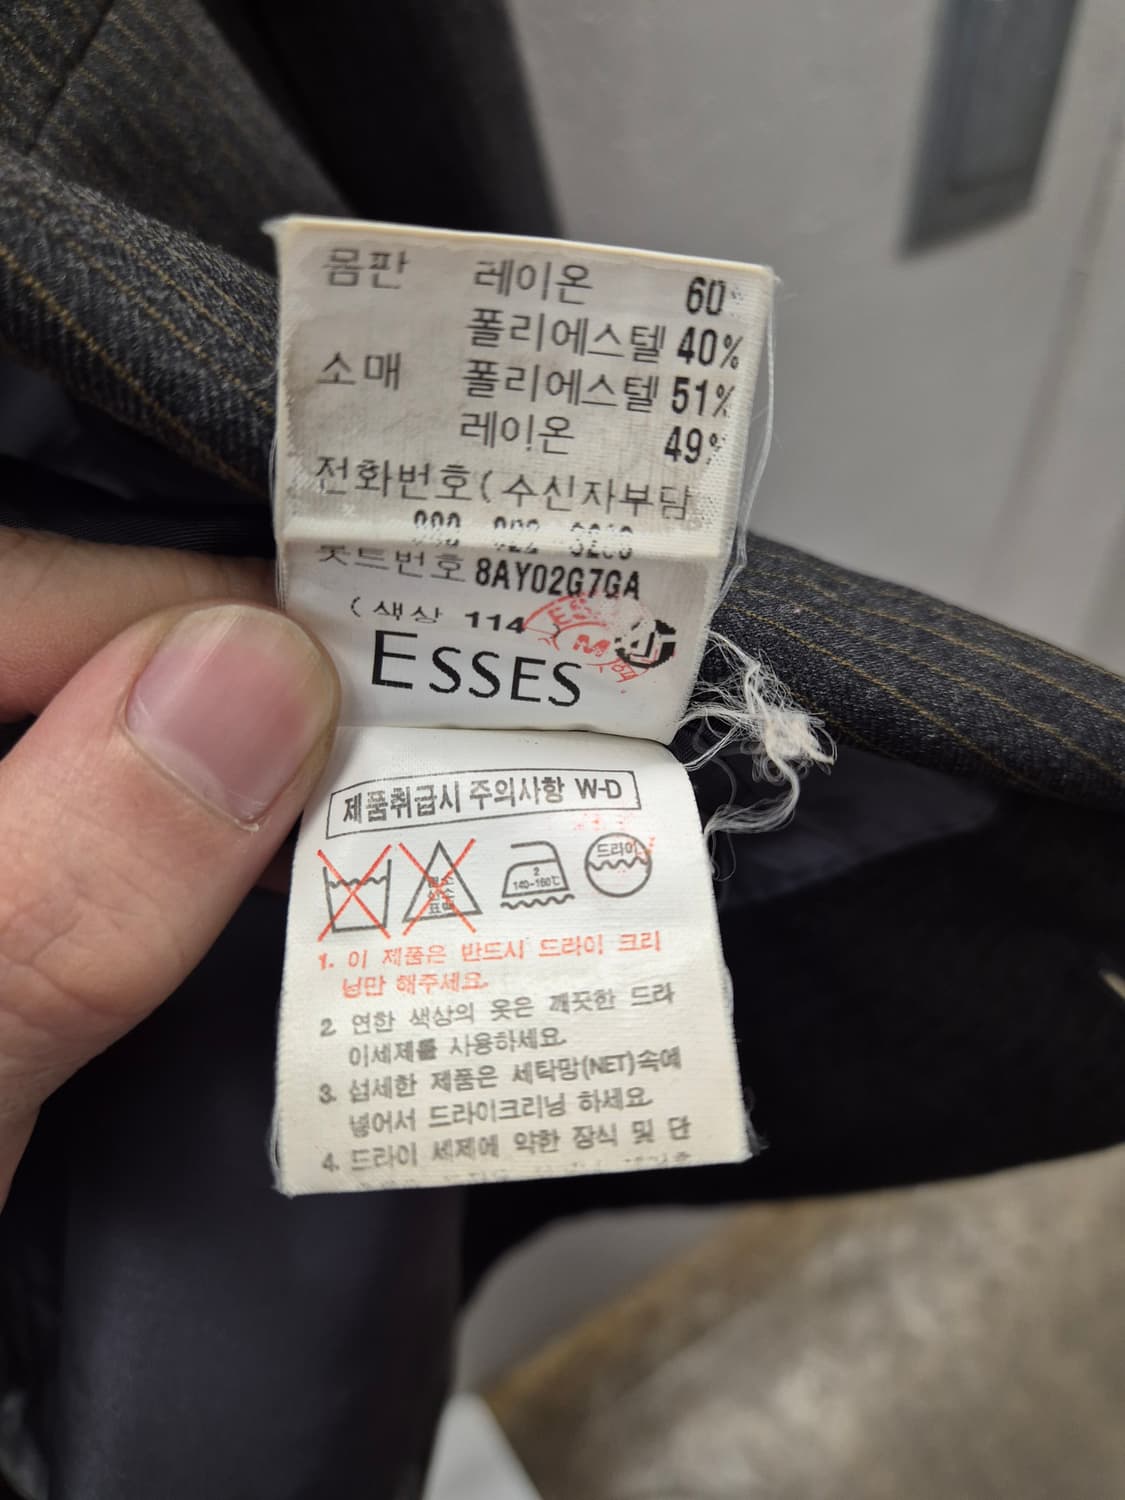 몸판 레이온 60%
폴리에스텔 40%
소매 폴리에스텔 51%
레이온 49%
전화번호(수신자부담
롯트번호 8AY02G7GA
(색상 114
ESSES
제품취급시 주의사항 W-D
2
140~160℃
드라이
1. 이 제품은 반드시 드라이 크리
닝만 해주세요.
2 연한 색상의 옷은 깨끗한 드라
이세제를 사용하세요.
3. 섬세한 제품은 세탁망(NET)속에
넣어서 드라이크리닝 하세요.
4. 드라이 세제에 약한 장식 및 단